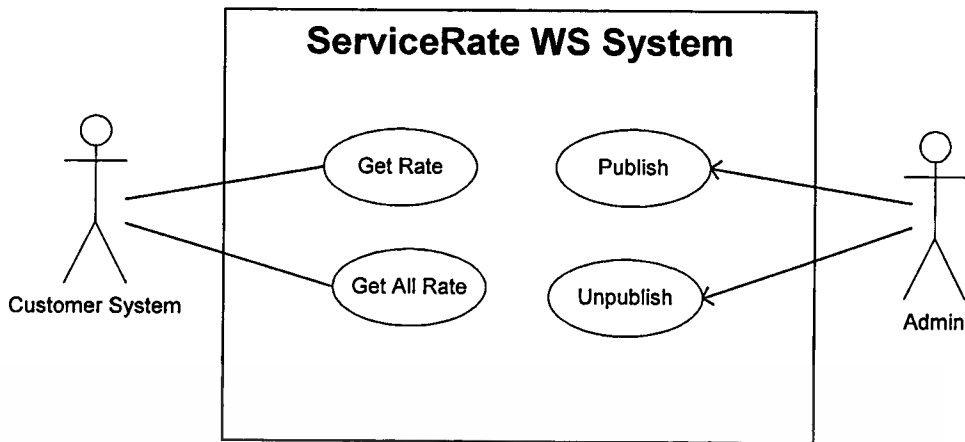 ServiceRate WS System
Get Rate
Publish
Get All Rate
Unpublish
Customer System
Admin